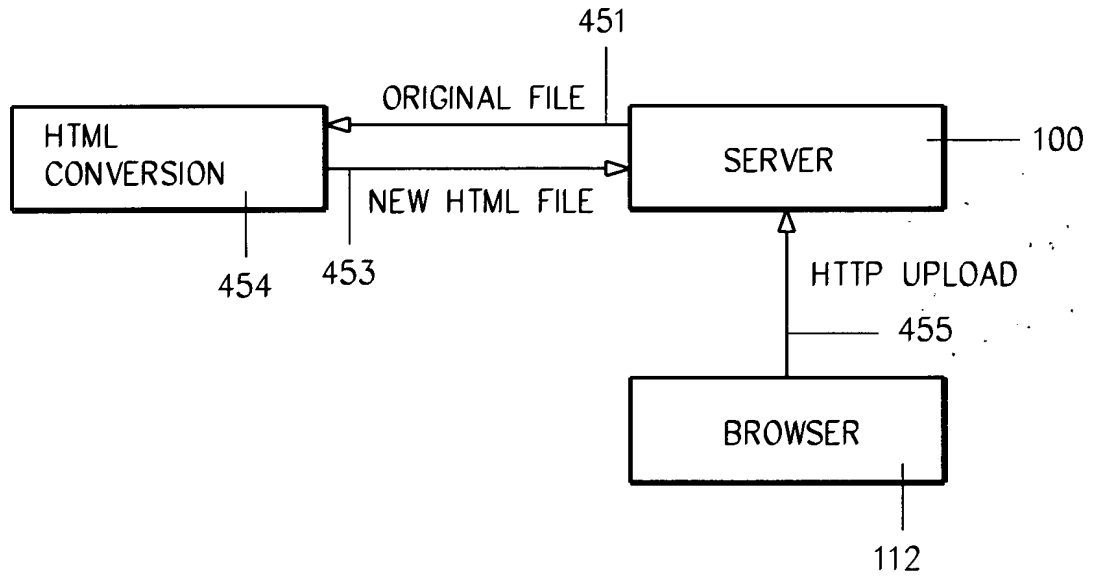 451
ORIGINAL FILE
HTML
CONVERSION
SERVER
100
NEW HTML FILE
453
454
HTTP UPLOAD
455
BROWSER
112